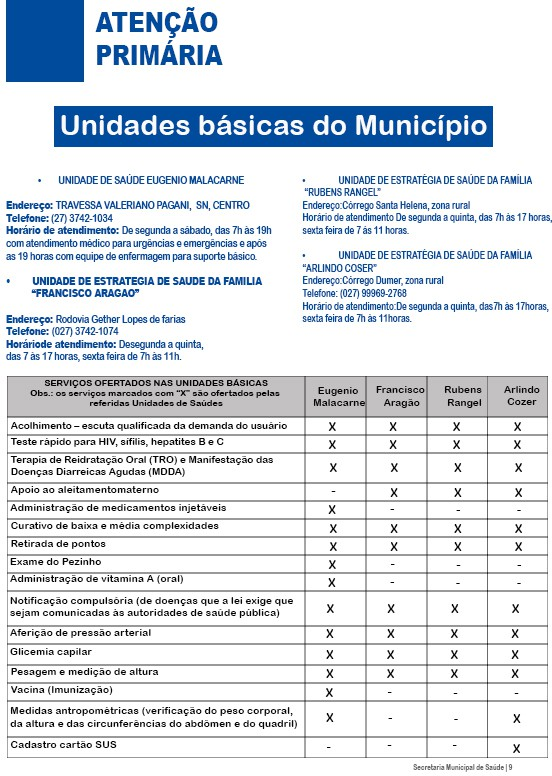 ATENÇÃO
PRIMÁRIA
Unidades básicas do Município
• UNIDADE DE SAÚDE EUGENIO MALACARNE
Endereço: TRAVESSA VALERIANO PAGANI, SN, CENTRO
Telefone: (27) 3742-1034
Horário de atendimento: De segunda a sábado, das 7h às 19h
com atendimento médico para urgências e emergências e após
as 19 horas com equipe de enfermagem para suporte básico.
• UNIDADE DE ESTRATEGIA DE SAUDE DA FAMILIA
“FRANCISCO ARAGAO”
Endereço: Rodovia Gether Lopes de farias
Telefone: (027) 3742-1074
Horáriode atendimento: Desegunda a quinta,
das 7 às 17 horas, sexta feira de 7h às 11h.
• UNIDADE DE ESTRATÉGIA DE SAÚDE DA FAMÍLIA
“RUBENS RANGEL”
Endereço:Córrego Santa Helena, zona rural
Horário de atendimento De segunda a quinta, das 7h às 17 horas,
sexta feira de 7 às 11 horas.
• UNIDADE DE ESTRATÉGIA DE SAÚDE DA FAMÍLIA
“ARLINDO COSER”
Endereço:Córrego Dumer, zona rural
Telefone: (027) 99969-2768
Horário de atendimento:De segunda a quinta, das7h às 17horas,
sexta feira de 7h às 11horas.
SERVIÇOS OFERTADOS NAS UNIDADES BÁSICAS
Obs.: os serviços marcados com “X” são ofertados pelas
referidas Unidades de Saúdes
Eugenio
Malacarne
Francisco
Aragão
Rubens
Rangel
Arlindo
Cozer
Acolhimento – escuta qualificada da demanda do usuário X X X X
Teste rápido para HIV, sífilis, hepatites B e C X X X X
Terapia de Reidratação Oral (TRO) e Manifestação das
Doenças Diarreicas Agudas (MDDA) X X X X
Apoio ao aleitamentomaterno - X X X
Administração de medicamentos injetáveis X - - -
Curativo de baixa e média complexidades X X X X
Retirada de pontos X X X X
Exame do Pezinho X - - -
Administração de vitamina A (oral) X - - -
Notificação compulsória (de doenças que a lei exige que
sejam comunicadas às autoridades de saúde pública) X X X X
Aferição de pressão arterial X X X X
Glicemia capilar X X X X
Pesagem e medição de altura X X X X
Vacina (Imunização) X - - -
Medidas antropométricas (verificação do peso corporal,
da altura e das circunferências do abdômen e do quadril) X - - X
Cadastro cartão SUS - - - X
Secretaria Municipal de Saúde | 9